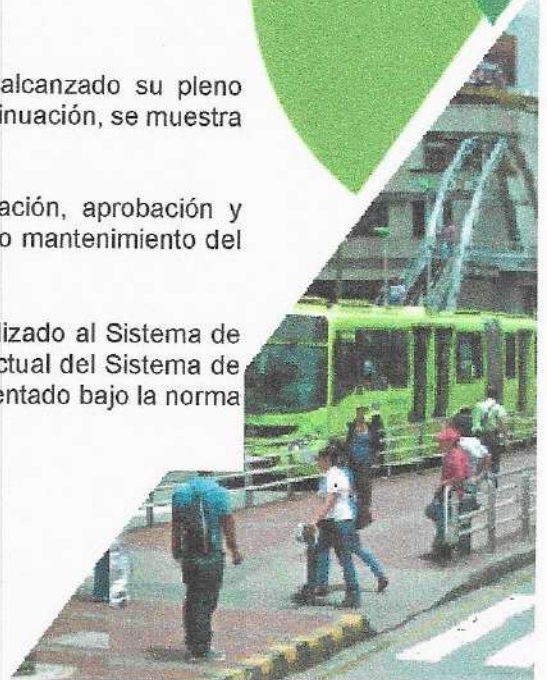 alcanzado su pleno
inuación, se muestra
ación, aprobación y
o mantenimiento del
lizado al Sistema de
ctual del Sistema de
entado bajo la norma